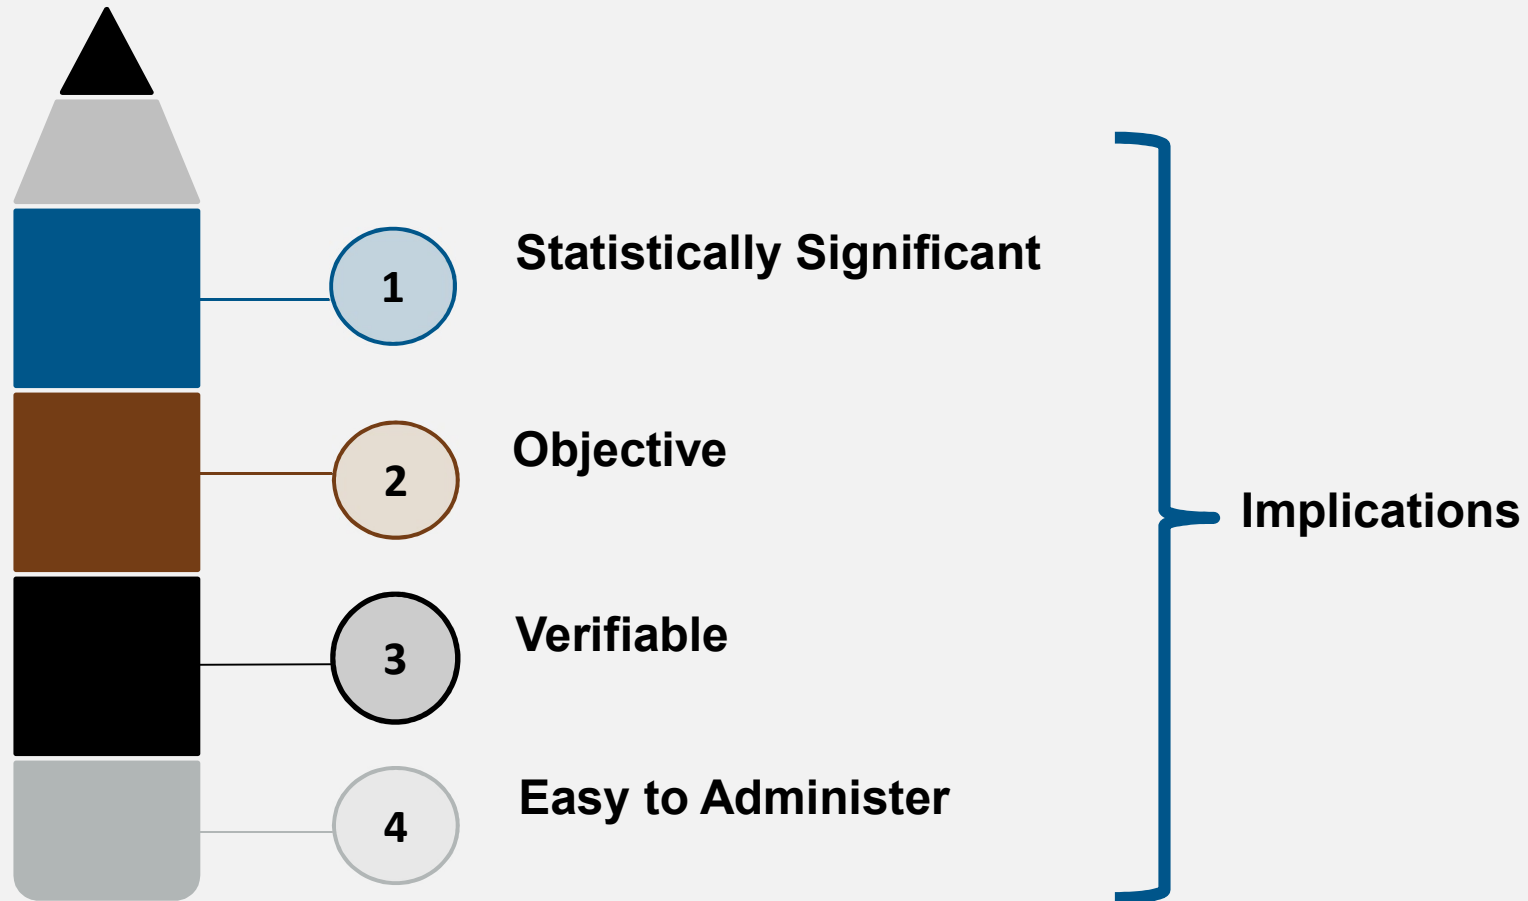 1
Statistically Significant
2
Objective
3
Verifiable
4
Easy to Administer
Implications